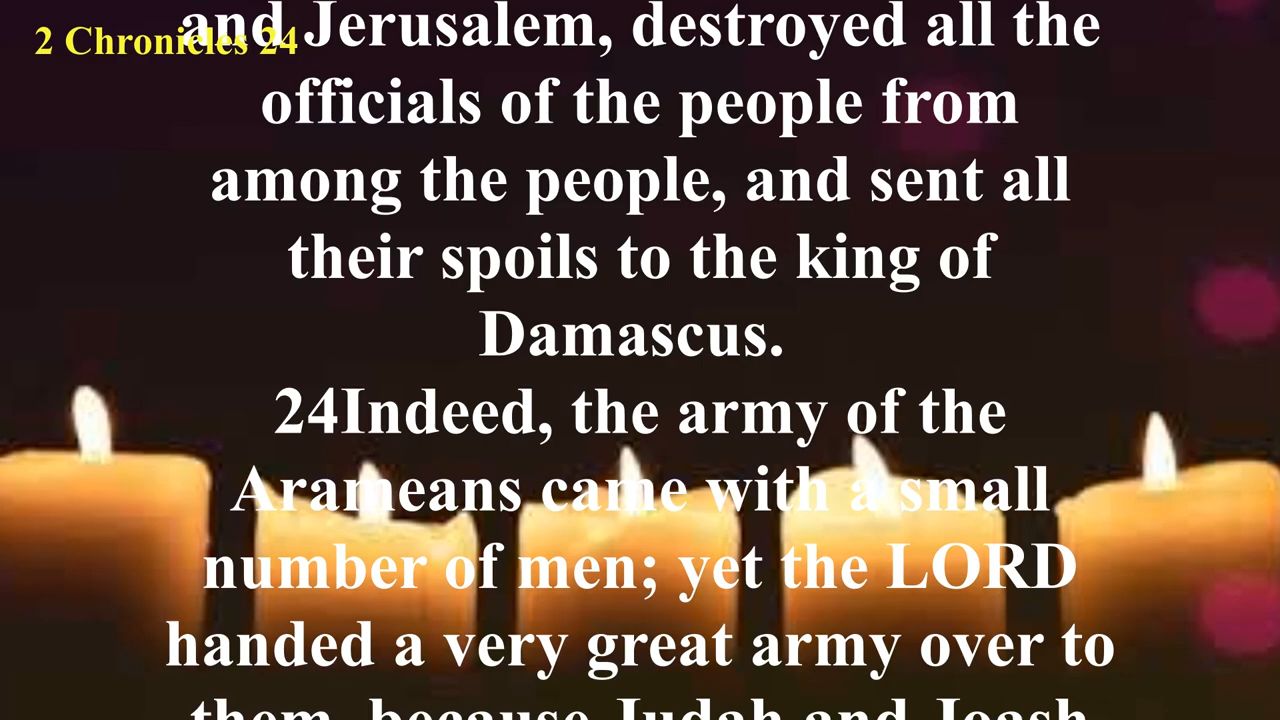 2 Chronicles 24
and Jerusalem, destroyed all the
officials of the people from
among the people, and sent all
their spoils to the king of
Damascus.
24Indeed, the army of the
Arameans came with a small
number of men; yet the LORD
handed a very great army over to
them, because Judah and Joash